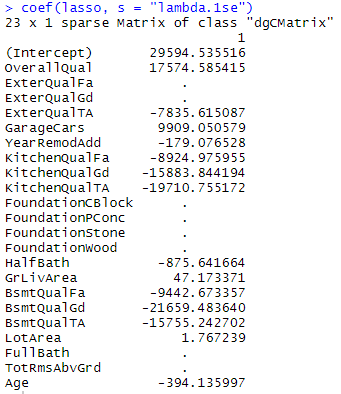 > coef(lasso, s = "lambda.1se")
23 x 1 sparse Matrix of class "dgCMatrix"
1
(Intercept) 29594.535516
OverallQual 17574.585415
ExterQualFa .
ExterQualGd .
ExterQualTA -7835.615087
GarageCars 9909.050579
YearRemodAdd -179.076528
KitchenQualFa -8924.975955
KitchenQualGd -15883.844194
KitchenQualTA -19710.755172
FoundationCBlock .
FoundationPConc .
FoundationStone .
FoundationWood .
HalfBath -875.641664
GrLivArea 47.173371
BsmtQualFa -9442.673357
BsmtQualGd -21659.483640
BsmtQualTA -15755.242702
LotArea 1.767239
FullBath .
TotRmsAbvGrd .
Age -394.135997